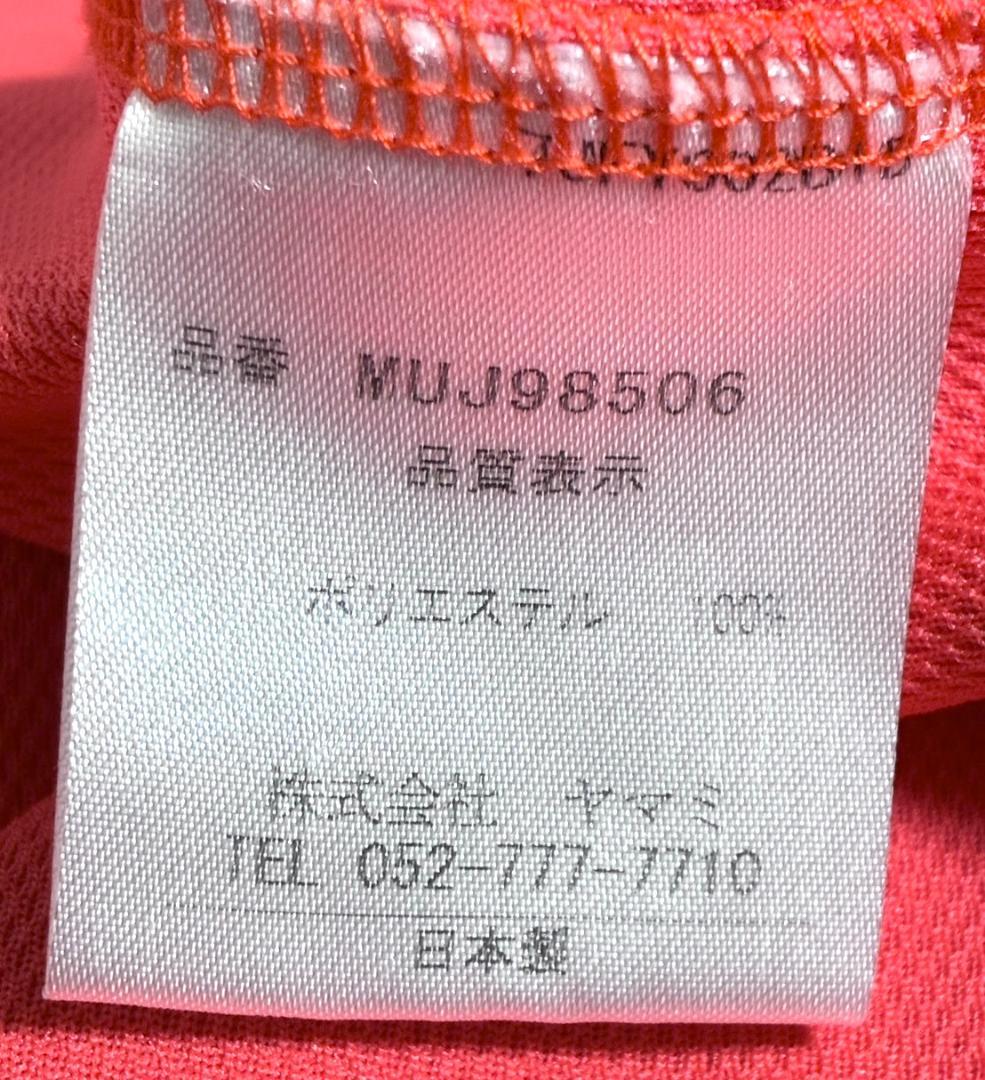 品番 MUJ98506
品質表示
ポリエステル 100%
株式会社 ヤマミ
TEL 052-777-7710
日本製